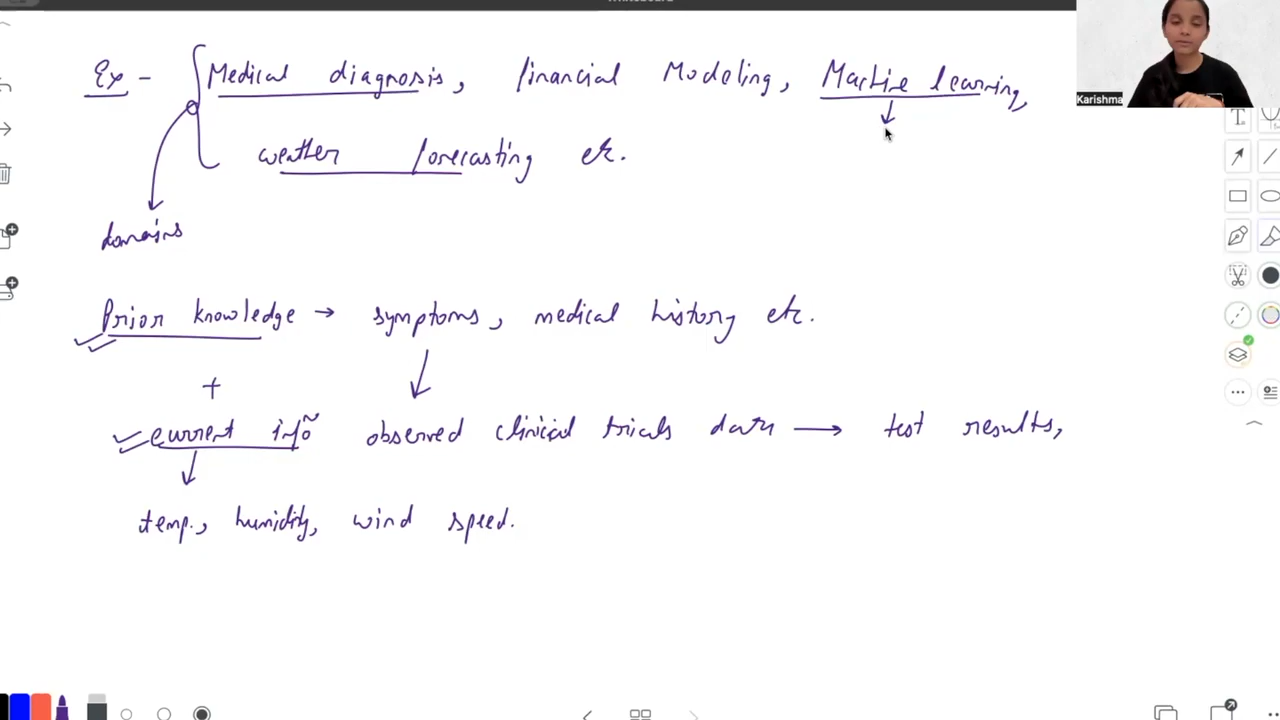 Ex - Medical diagnosis, financial Modeling, Machine learning,
weather forecasting etc.
domains
Prior knowledge → symptoms, medical history etc.
+
current info observed clinical trials data → test results,
temp., humidity, wind speed.
Karishma